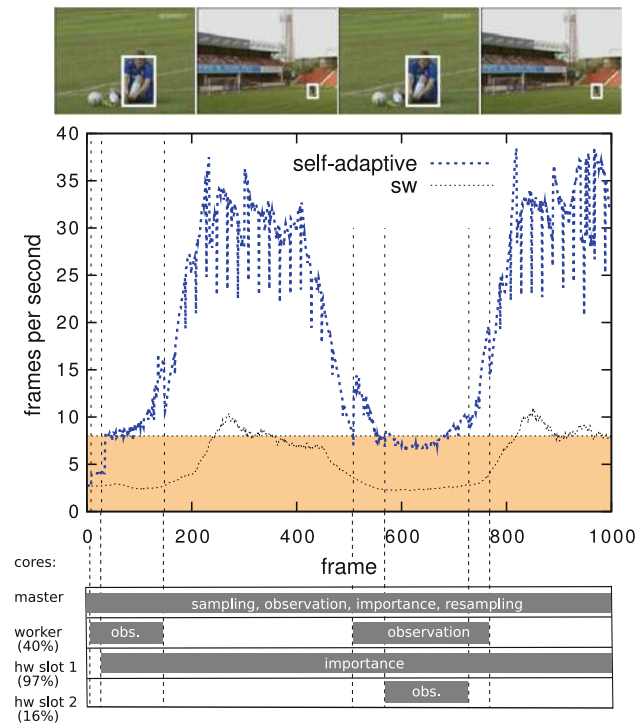 40
35
30
25
20
15
10
5
0
frames per second
self-adaptive
sw
0
200
400
600
800
1000
frame
cores:
master
sampling, observation, importance, resampling
worker
(40%)
obs.
observation
hw slot 1
(97%)
importance
hw slot 2
(16%)
obs.